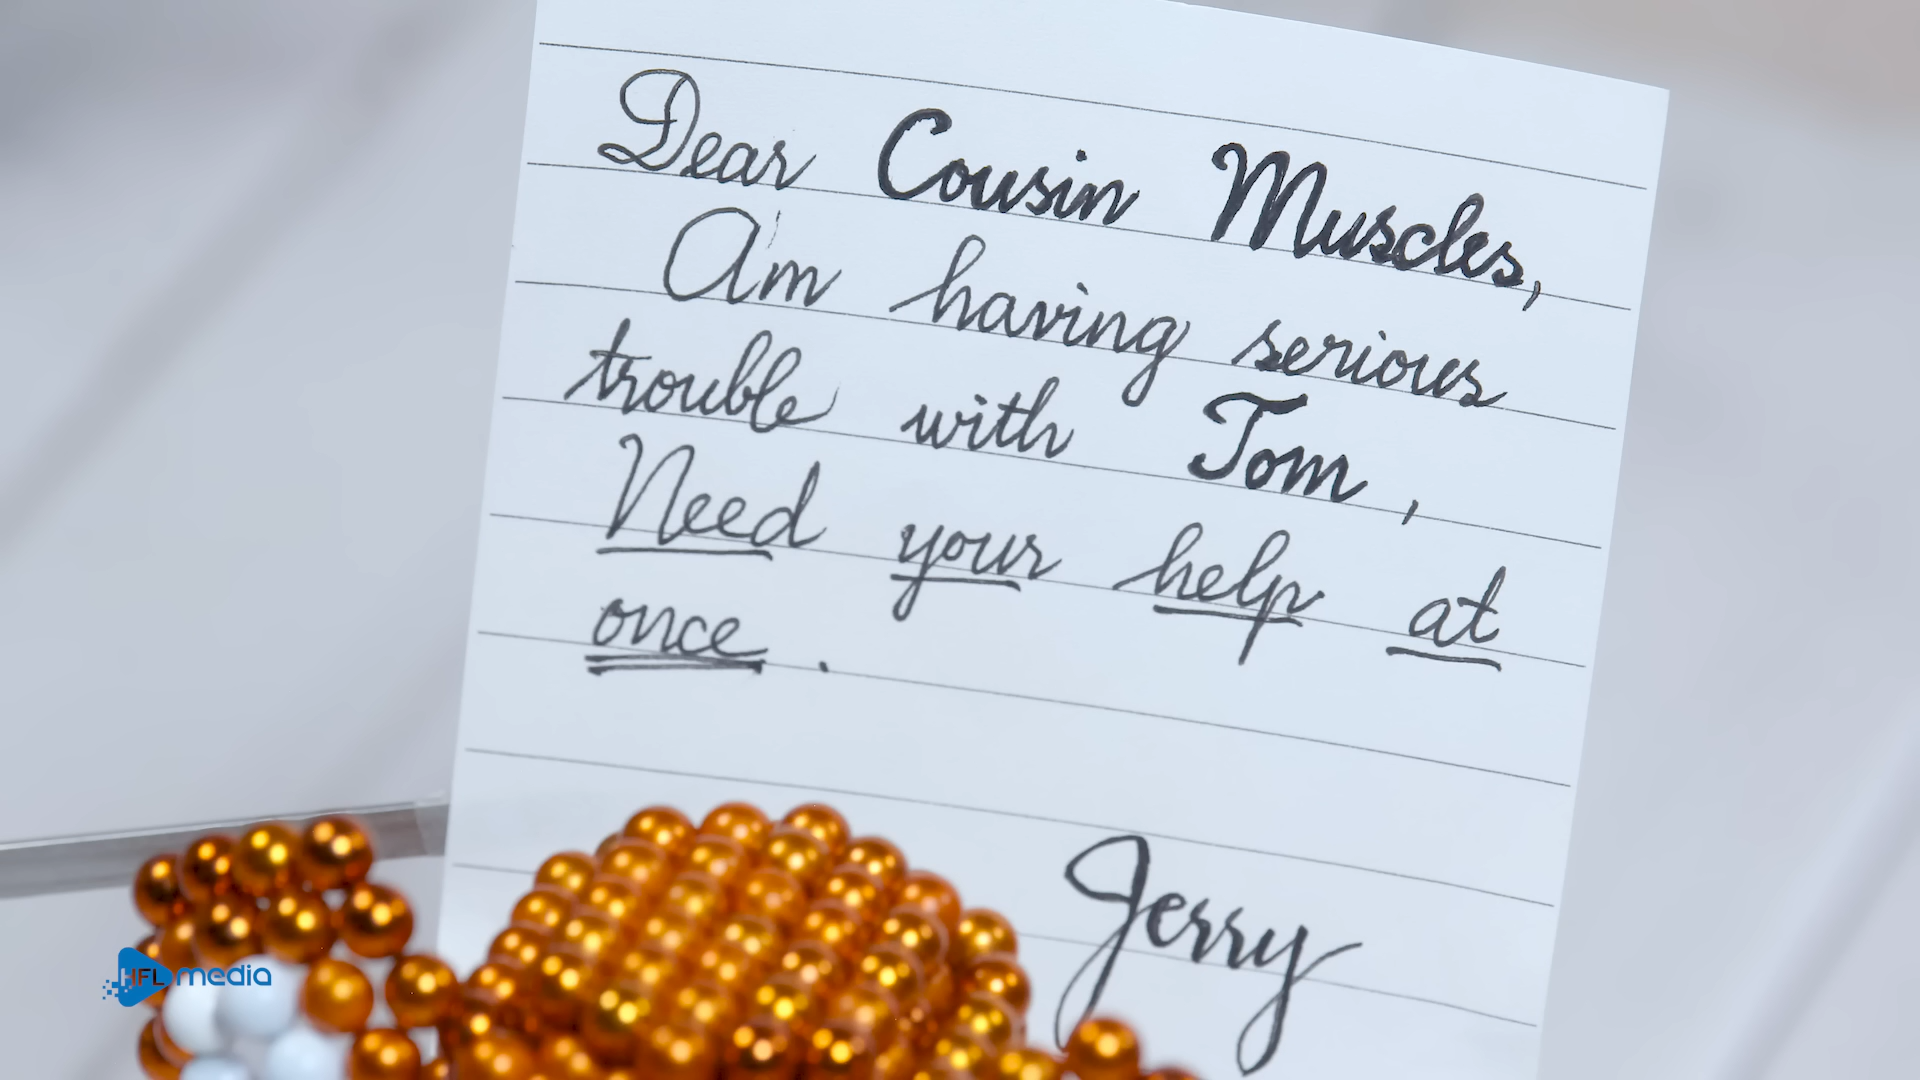 Dear Cousin Muscles,
Am having serious
trouble with Tom,
Need your help at
once.
Jerry
HFL media